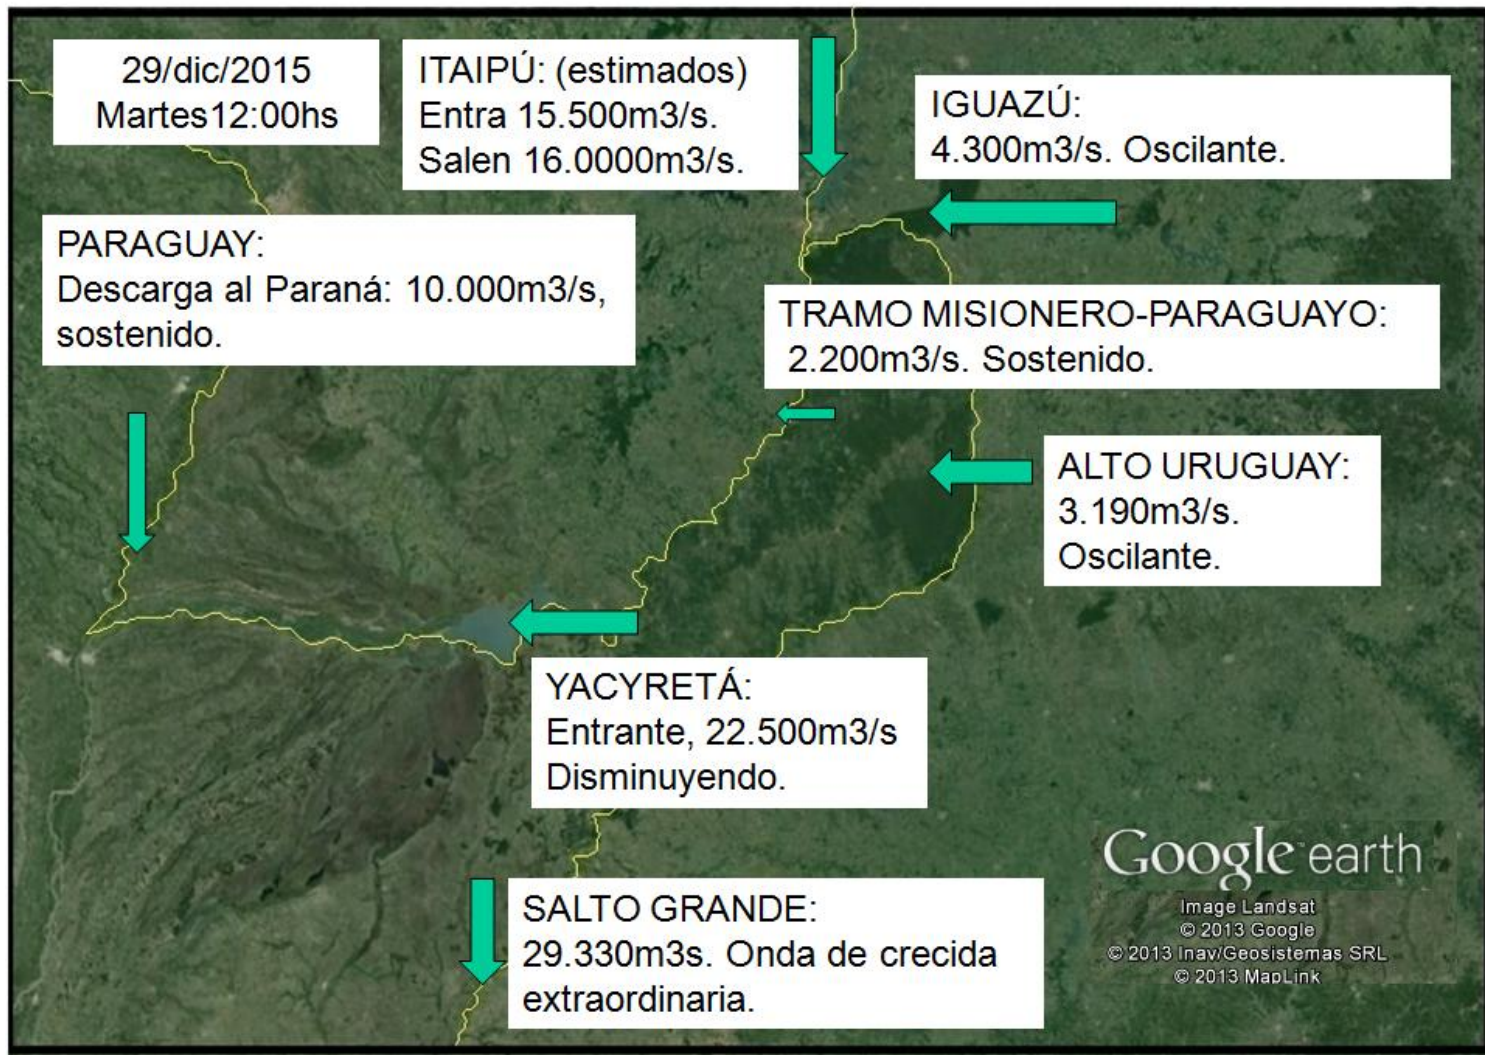 29/dic/2015
Martes12:00hs
ITAIPÚ: (estimados)
Entra 15.500m3/s.
Salen 16.0000m3/s.
IGUAZÚ:
4.300m3/s. Oscilante.
PARAGUAY:
Descarga al Paraná: 10.000m3/s,
sostenido.
TRAMO MISIONERO-PARAGUAYO:
2.200m3/s. Sostenido.
ALTO URUGUAY:
3.190m3/s.
Oscilante.
YACYRETÁ:
Entrante, 22.500m3/s
Disminuyendo.
SALTO GRANDE:
29.330m3s. Onda de crecida
extraordinaria.
Google earth
Image Landsat
© 2013 Google
© 2013 Inav/Geosistemas SRL
© 2013 MapLink